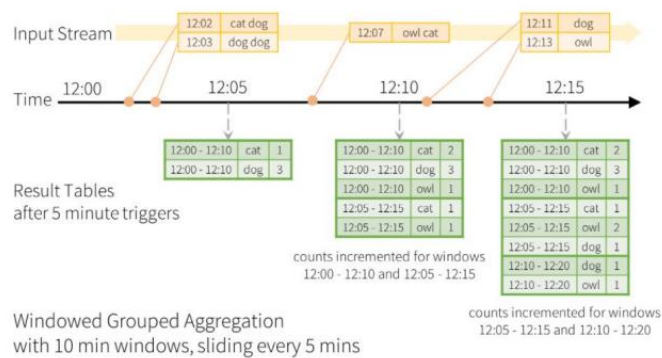 Input Stream
12:02 cat dog
12:03 dog dog
12:07 owl cat
12:11 dog
12:13 owl
Time
12:00
12:05
12:10
12:15
Result Tables
after 5 minute triggers
12:00 - 12:10 cat 1
12:00 - 12:10 dog 3
12:00 - 12:10 cat 2
12:00 - 12:10 dog 3
12:00 - 12:10 owl 1
12:05 - 12:15 cat 1
12:05 - 12:15 owl 1
counts incremented for windows
12:00 - 12:10 and 12:05 - 12:15
12:00 - 12:10 cat 2
12:00 - 12:10 dog 3
12:00 - 12:10 owl 1
12:05 - 12:15 cat 1
12:05 - 12:15 owl 2
12:05 - 12:15 dog 1
12:10 - 12:20 dog 1
12:10 - 12:20 owl 1
counts incremented for windows
12:05 - 12:15 and 12:10 - 12:20
Windowed Grouped Aggregation
with 10 min windows, sliding every 5 mins